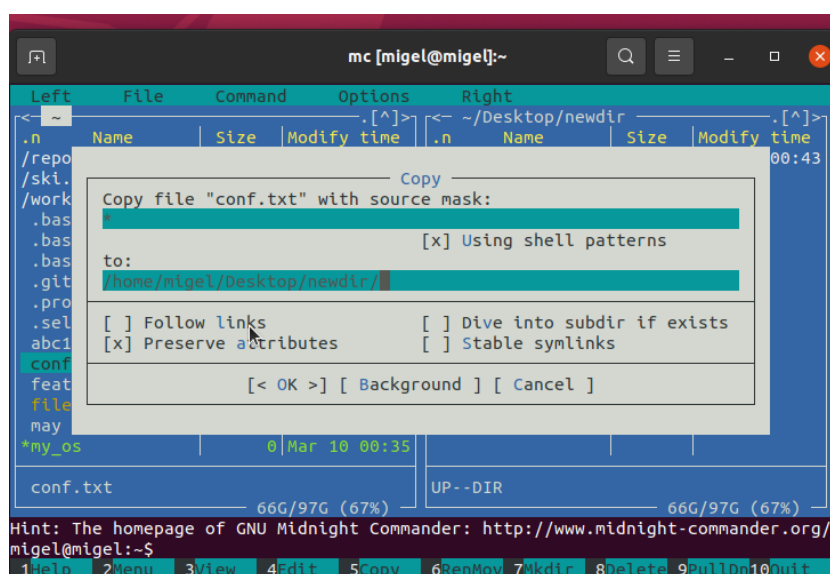 mc [migel@migel]:~
Left File Command Options Right
<- ~ .[^]> <- ~/Desktop/newdir .[^]>
.n Name Size Modify time .n Name Size Modify time
/repo 00:43
/ski.
/work
.bas
.bas
.bas
.git
.pro
.sel
abc1
conf
feat
file
may
Copy
Copy file "conf.txt" with source mask:
*
[x] Using shell patterns
to:
/home/migel/Desktop/newdir/
[ ] Follow links [ ] Dive into subdir if exists
[x] Preserve attributes [ ] Stable symlinks
[< OK >] [ Background ] [ Cancel ]
*my_os 0 Mar 10 00:35
conf.txt UP--DIR
66G/97G (67%) 66G/97G (67%)
Hint: The homepage of GNU Midnight Commander: http://www.midnight-commander.org/
migel@migel:~$
1Help 2Menu 3View 4Edit 5Copy 6RenMov 7Mkdir 8Delete 9PullDn 10Quit